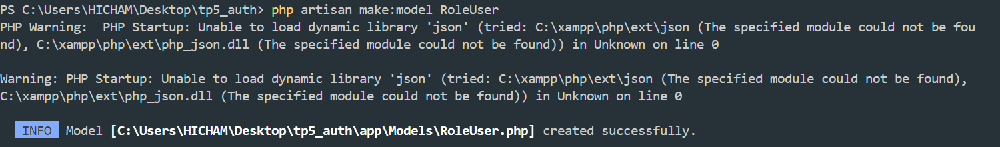 PS C:\Users\HICHAM\Desktop\tp5_auth> php artisan make:model RoleUser
PHP Warning:  PHP Startup: Unable to load dynamic library 'json' (tried: C:\xampp\php\ext\json (The specified module could not be fou
nd), C:\xampp\php\ext\php_json.dll (The specified module could not be found)) in Unknown on line 0
Warning: PHP Startup: Unable to load dynamic library 'json' (tried: C:\xampp\php\ext\json (The specified module could not be found),
C:\xampp\php\ext\php_json.dll (The specified module could not be found)) in Unknown on line 0
INFO  Model [C:\Users\HICHAM\Desktop\tp5_auth\app\Models\RoleUser.php] created successfully.